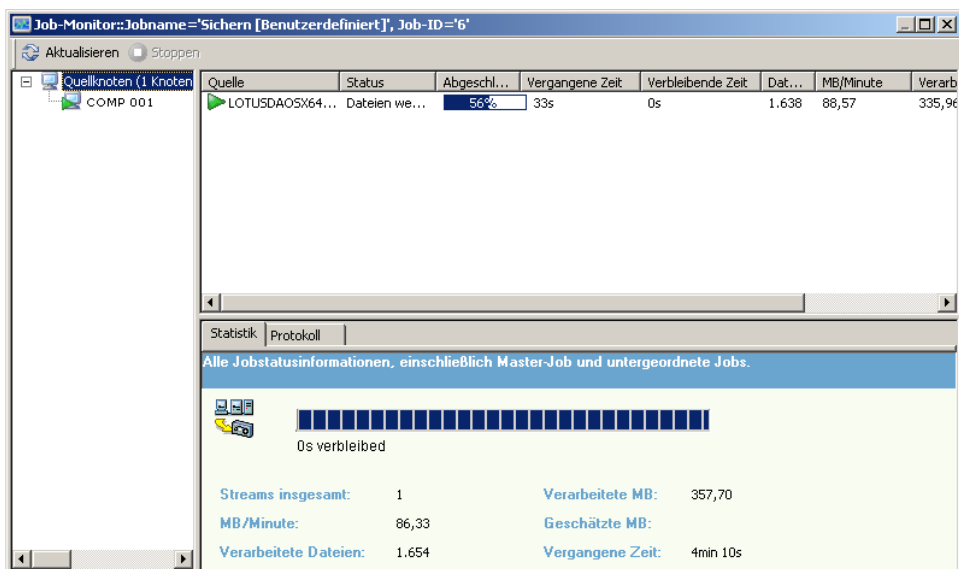 Job-Monitor::Jobname='Sichern [Benutzerdefiniert]', Job-ID='6'
Aktualisieren Stoppen
Quellknoten (1 Knoten
COMP 001
Quelle Status Abgeschl... Vergangene Zeit Verbleibende Zeit Dat... MB/Minute Verarb
LOTUSDAOSX64... Dateien we... 56% 33s 0s 1.638 88,57 335,96
Statistik Protokoll
Alle Jobstatusinformationen, einschließlich Master-Job und untergeordnete Jobs.
0s verbleibed
Streams insgesamt: 1 Verarbeitete MB: 357,70
MB/Minute: 86,33 Geschätzte MB:
Verarbeitete Dateien: 1.654 Vergangene Zeit: 4min 10s